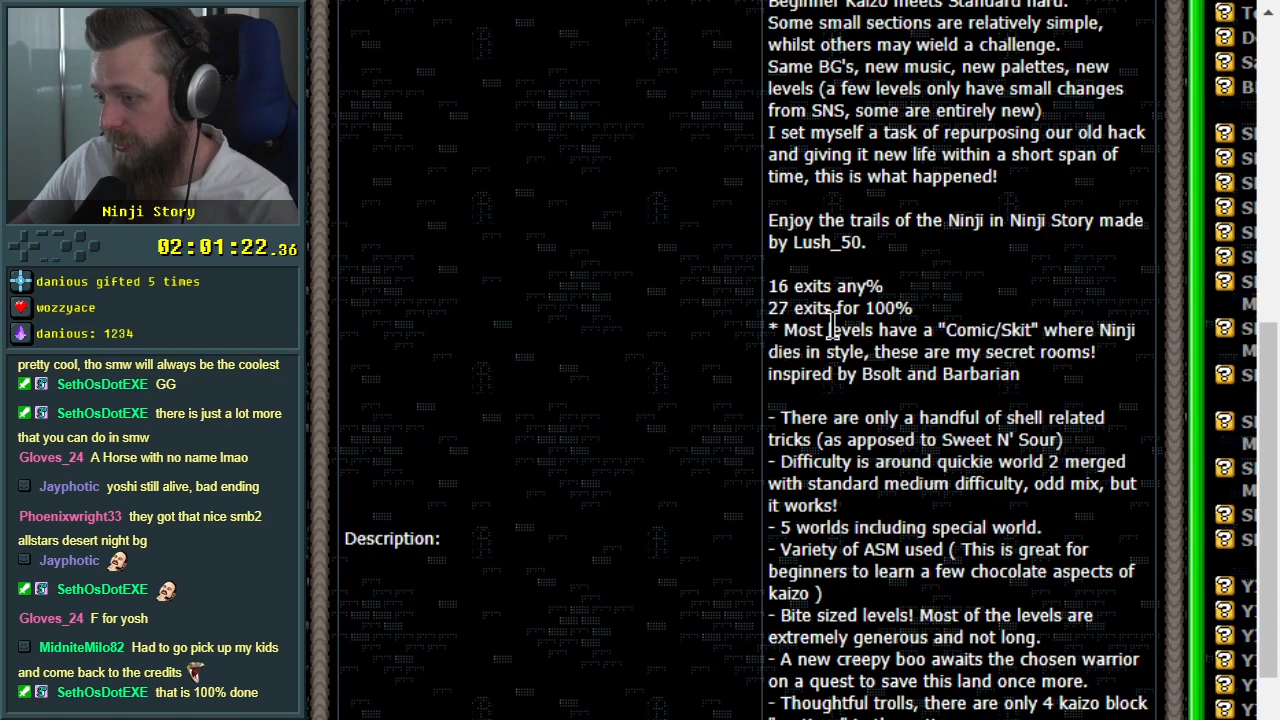 Ninji Story
02:01:22.36
danious gifted 5 times
wozzyace
danious: 1234
pretty cool, tho smw will always be the coolest
SethOsDotEXE GG
SethOsDotEXE there is just a lot more
that you can do in smw
Gloves_24 A Horse with no name lmao
Jayphotic yoshi still alive, bad ending
Phoenixwright33 they got that nice smb2
allstars desert night bg
Jayphotic
SethOsDotEXE
Gloves_24 F for yosh
MidniteMilo82 Had to go pick up my kids
and come back to the credits
SethOsDotEXE that is 100% done
Description:
Beginner Kaizo meets Standard hard.
Some small sections are relatively simple,
whilst others may wield a challenge.
Same BG's, new music, new palettes, new
levels (a few levels only have small changes
from SNS, some are entirely new)
I set myself a task of repurposing our old hack
and giving it new life within a short span of
time, this is what happened!
Enjoy the trails of the Ninji in Ninji Story made
by Lush_50.
16 exits any%
27 exits for 100%
* Most levels have a "Comic/Skit" where Ninji
dies in style, these are my secret rooms!
inspired by Bsolt and Barbarian
- There are only a handful of shell related
tricks (as apposed to Sweet N' Sour)
- Difficulty is around quickie world 2 merged
with standard medium difficulty, odd mix, but
it works!
- 5 worlds including special world.
- Variety of ASM used ( This is great for
beginners to learn a few chocolate aspects of
kaizo )
- Bite sized levels! Most of the levels are
extremely generous and not long.
- A new creepy boo awaits the chosen warrior
on a quest to save this land once more.
- Thoughtful trolls, there are only 4 kaizo block